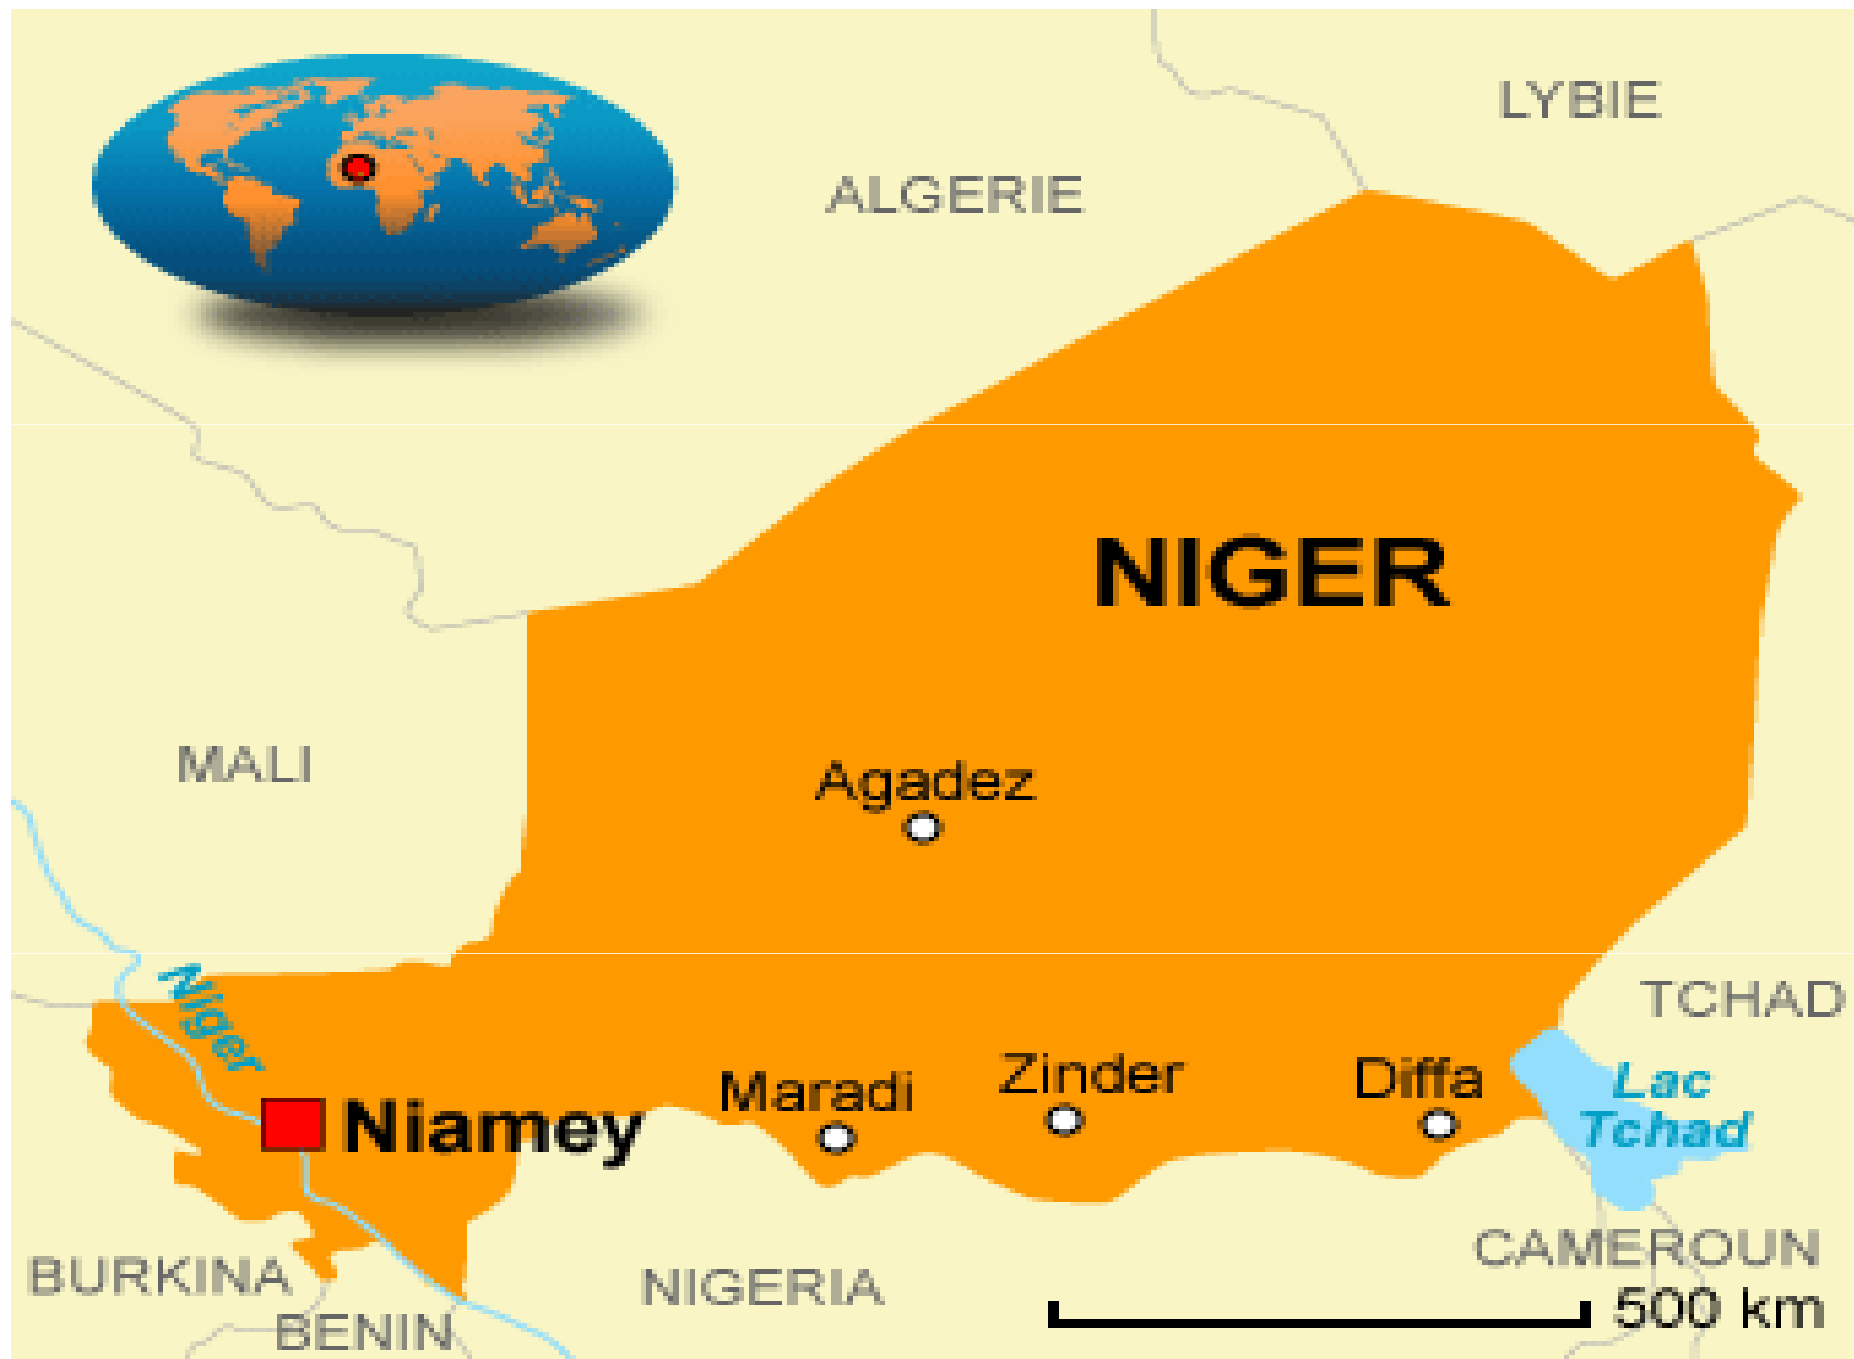 LYBIE
ALGERIE
NIGER
MALI
Agadez
Niger
TCHAD
Zinder
Diffa
Maradi
Lac
Tchad
Niamey
CAMEROUN
BURKINA
NIGERIA
500 km
BENIN